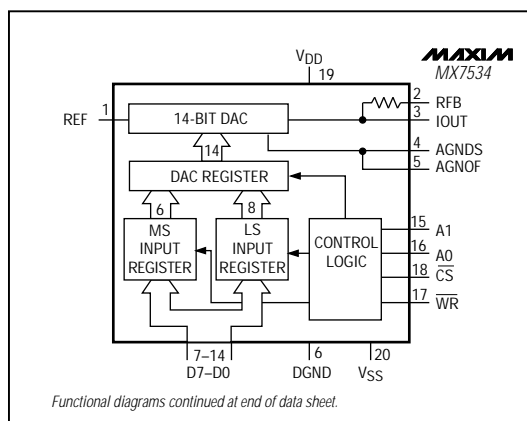 VDD
19
MAXIM
MX7534
REF
1
14-BIT DAC
2
RFB
3
IOUT
14
4
AGNDS
5
AGNOF
DAC REGISTER
6
8
MS
INPUT
REGISTER
LS
INPUT
REGISTER
CONTROL
LOGIC
15
A1
16
A0
18
CS
17
WR
7–14
D7–D0
6
DGND
20
VSS
Functional diagrams continued at end of data sheet.